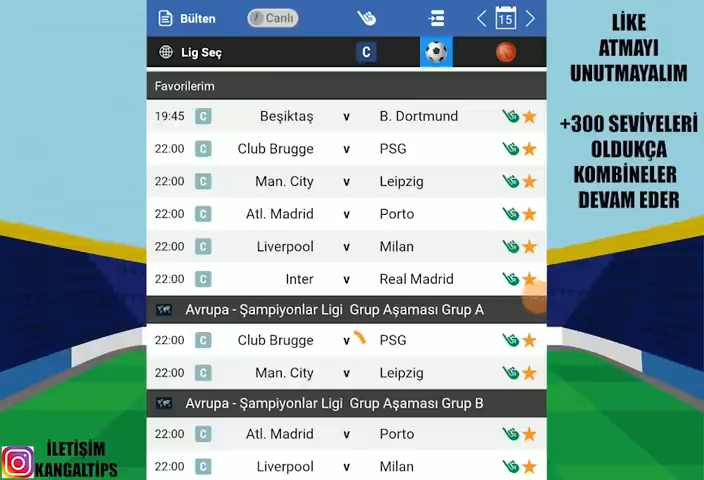 Bülten
Canlı
15
Lig Seç
C
Favorilerim
19:45 C Beşiktaş v B. Dortmund
22:00 C Club Brugge v PSG
22:00 C Man. City v Leipzig
22:00 C Atl. Madrid v Porto
22:00 C Liverpool v Milan
22:00 C Inter v Real Madrid
Avrupa - Şampiyonlar Ligi Grup Aşaması Grup A
22:00 C Club Brugge v PSG
22:00 C Man. City v Leipzig
Avrupa - Şampiyonlar Ligi Grup Aşaması Grup B
22:00 C Atl. Madrid v Porto
22:00 C Liverpool v Milan
LİKE
ATMAYI
UNUTMAYALIM
+300 SEVİYELERİ
OLDUKÇA
KOMBİNELER
DEVAM EDER
İLETİŞİM
KANGALTİPS